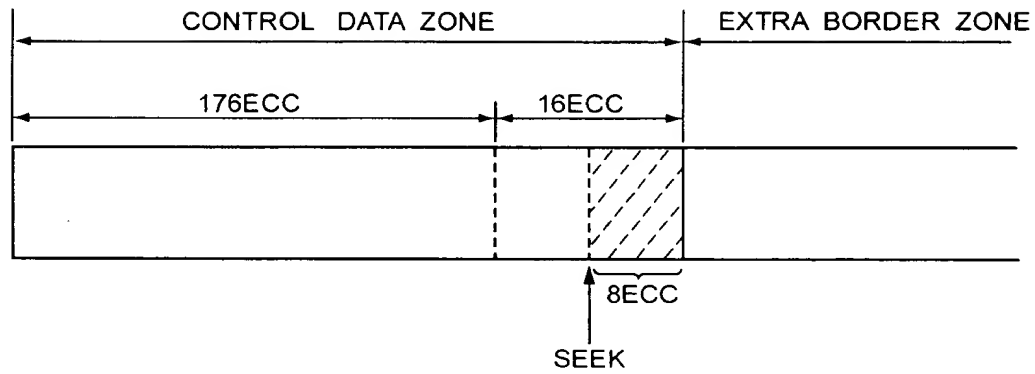 CONTROL DATA ZONE EXTRA BORDER ZONE
176ECC 16ECC
8ECC
SEEK